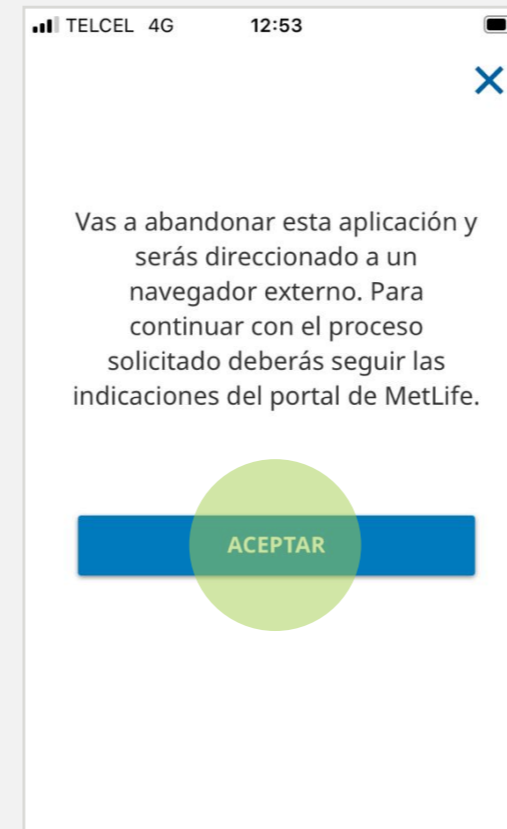 TELCEL 4G 12:53
Vas a abandonar esta aplicación y
serás direccionado a un
navegador externo. Para
continuar con el proceso
solicitado deberás seguir las
indicaciones del portal de MetLife.
ACEPTAR